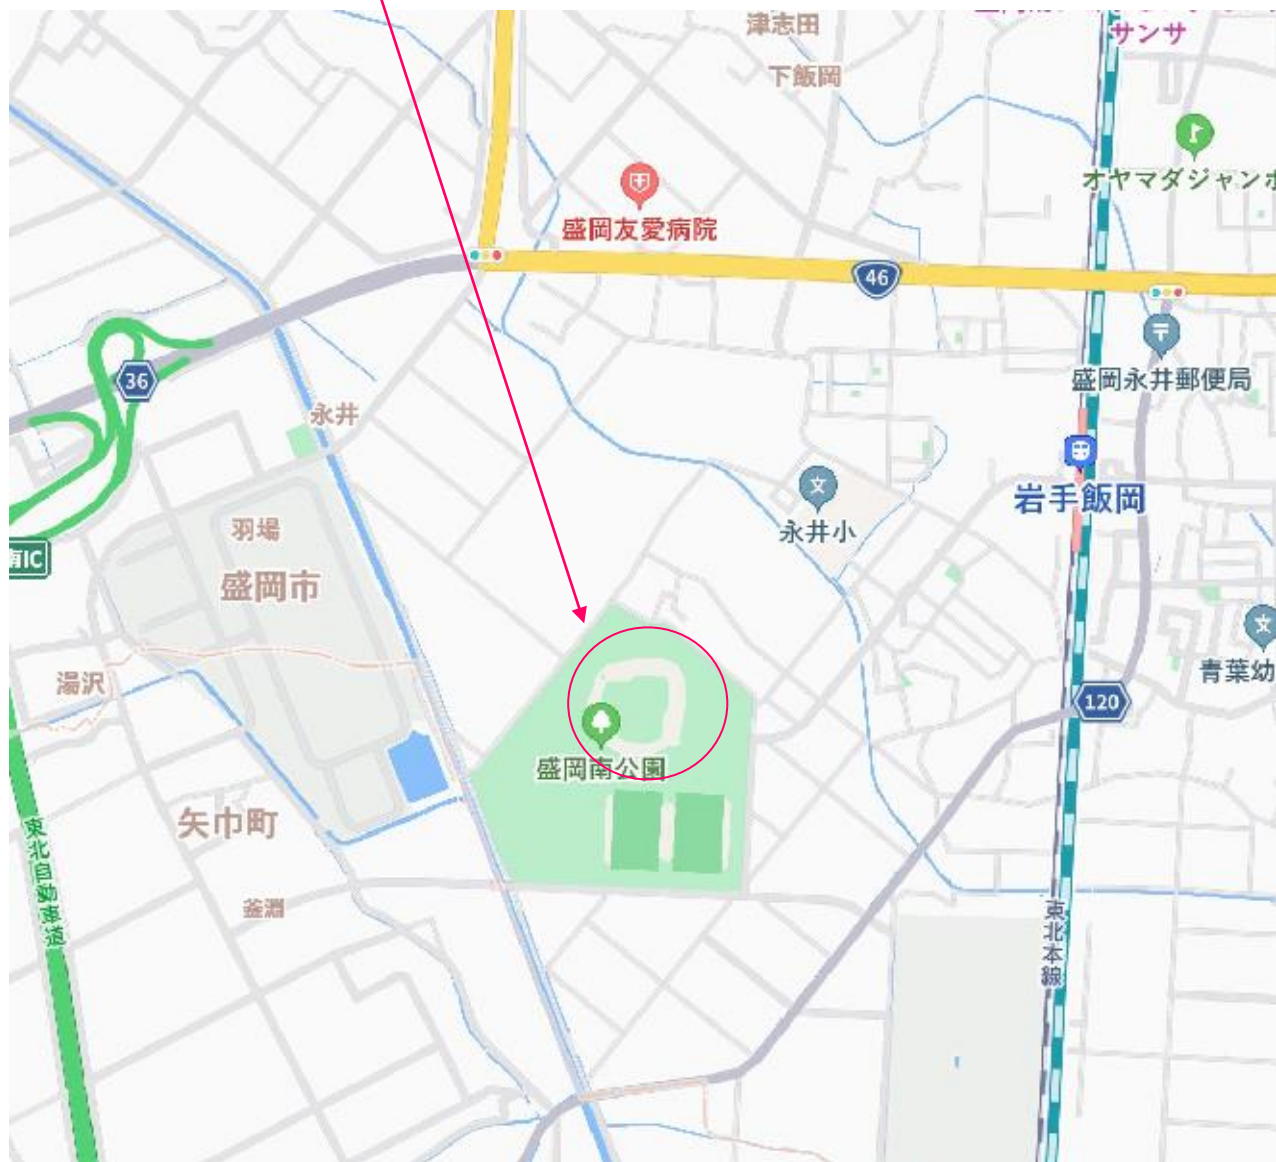 サンサ
津志田
下飯岡
オヤマダジャンボ
盛岡友愛病院
46
36
盛岡永井郵便局
永井
岩手飯岡
文
永井小
羽場
南IC
盛岡市
文
青葉幼
湯沢
120
盛岡南公園
矢巾町
東北自動車道
釜淵
東北本線